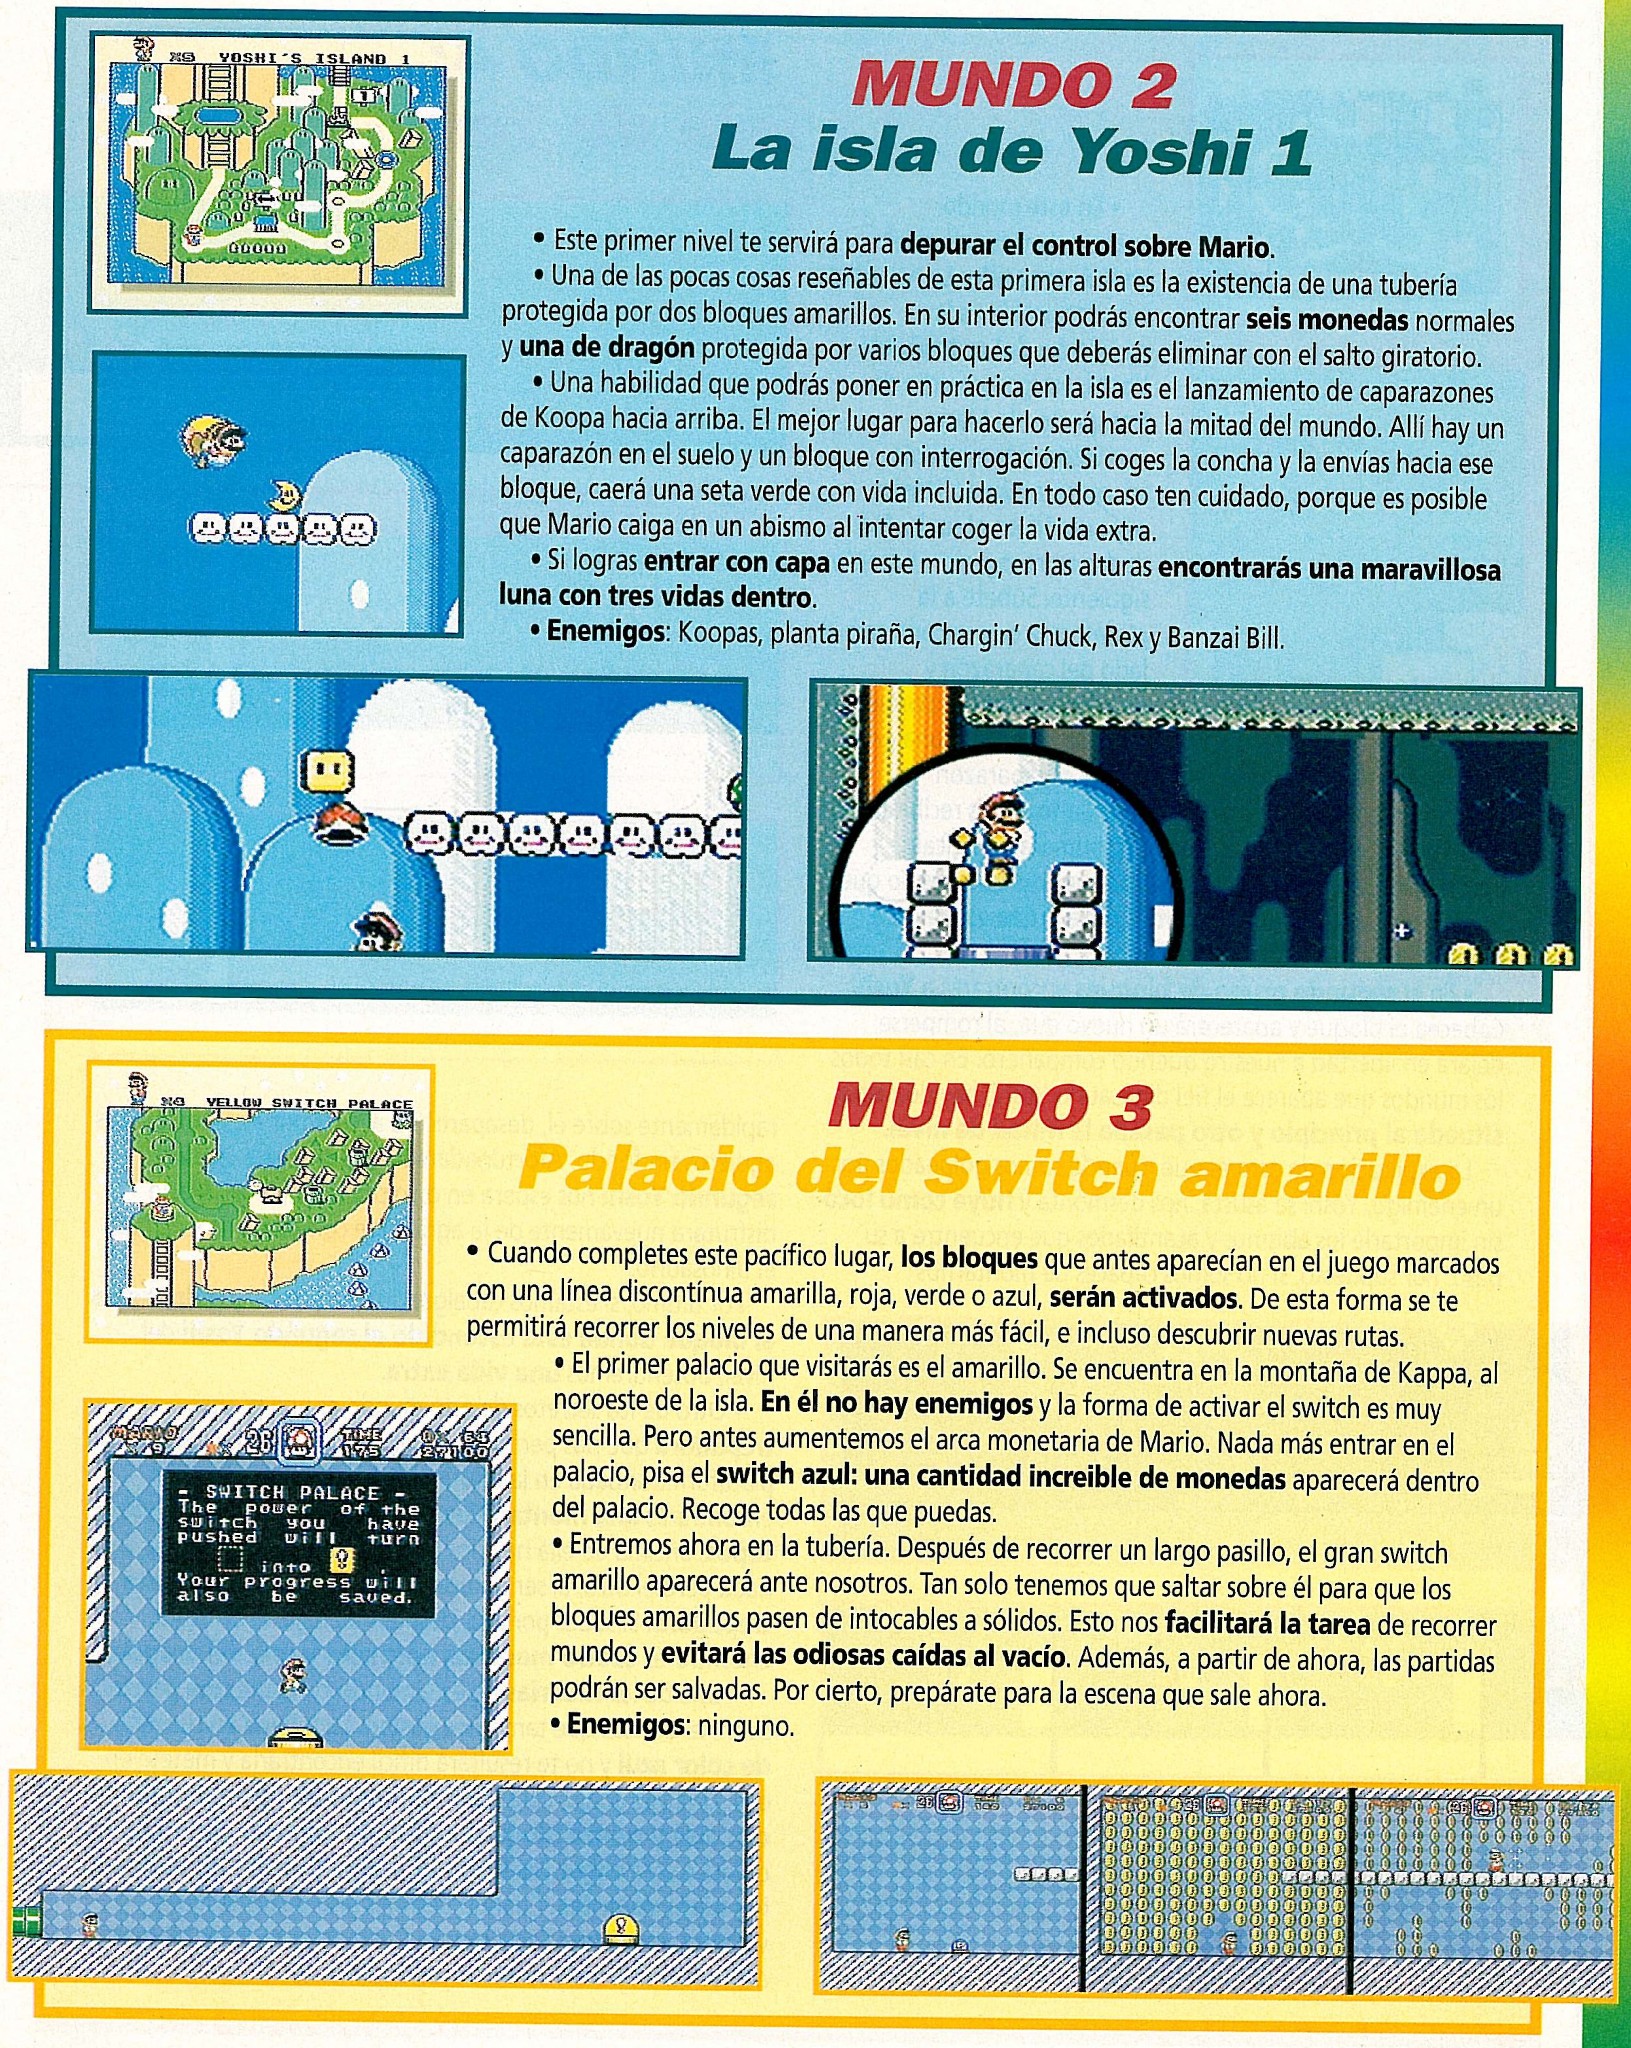 x5 YOSHI'S ISLAND 1
MUNDO 2
La isla de Yoshi 1
• Este primer nivel te servirá para depurar el control sobre Mario.
• Una de las pocas cosas reseñables de esta primera isla es la existencia de una tubería
protegida por dos bloques amarillos. En su interior podrás encontrar seis monedas normales
y una de dragón protegida por varios bloques que deberás eliminar con el salto giratorio.
• Una habilidad que podrás poner en práctica en la isla es el lanzamiento de caparazones
de Koopa hacia arriba. El mejor lugar para hacerlo será hacia la mitad del mundo. Allí hay un
caparazón en el suelo y un bloque con interrogación. Si coges la concha y la envías hacia ese
bloque, caerá una seta verde con vida incluida. En todo caso ten cuidado, porque es posible
que Mario caiga en un abismo al intentar coger la vida extra.
• Si logras entrar con capa en este mundo, en las alturas encontrarás una maravillosa
luna con tres vidas dentro.
• Enemigos: Koopas, planta piraña, Chargin' Chuck, Rex y Banzai Bill.
YELLOW SWITCH PALACE
MUNDO 3
Palacio del Switch amarillo
• Cuando completes este pacífico lugar, los bloques que antes aparecían en el juego marcados
con una línea discontínua amarilla, roja, verde o azul, serán activados. De esta forma se te
permitirá recorrer los niveles de una manera más fácil, e incluso descubrir nuevas rutas.
• El primer palacio que visitarás es el amarillo. Se encuentra en la montaña de Kappa, al
noroeste de la isla. En él no hay enemigos y la forma de activar el switch es muy
sencilla. Pero antes aumentemos el arca monetaria de Mario. Nada más entrar en el
palacio, pisa el switch azul: una cantidad increible de monedas aparecerá dentro
del palacio. Recoge todas las que puedas.
• Entremos ahora en la tubería. Después de recorrer un largo pasillo, el gran switch
amarillo aparecerá ante nosotros. Tan solo tenemos que saltar sobre él para que los
bloques amarillos pasen de intocables a sólidos. Esto nos facilitará la tarea de recorrer
mundos y evitará las odiosas caídas al vacío. Además, a partir de ahora, las partidas
podrán ser salvadas. Por cierto, prepárate para la escena que sale ahora.
• Enemigos: ninguno.
MARIO TIME
x 9 175 27100
- SWITCH PALACE -
The power of the
switch you have
pushed will turn
into .
Your progress will
also be saved.